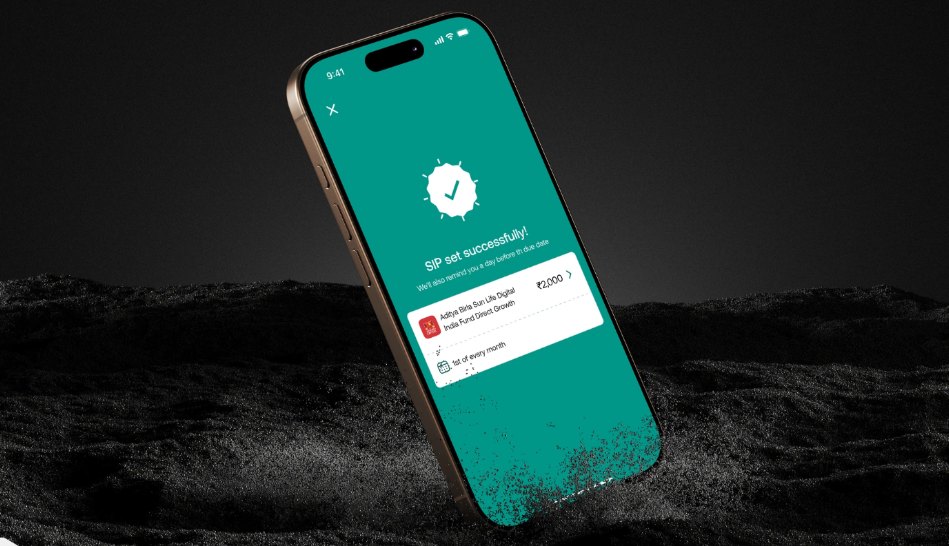 9:41
SIP set successfully!
We'll also remind you a day before th due date
Aditya Birla Sun Life Digital
India Fund Direct Growth
₹2,000
1st of every month